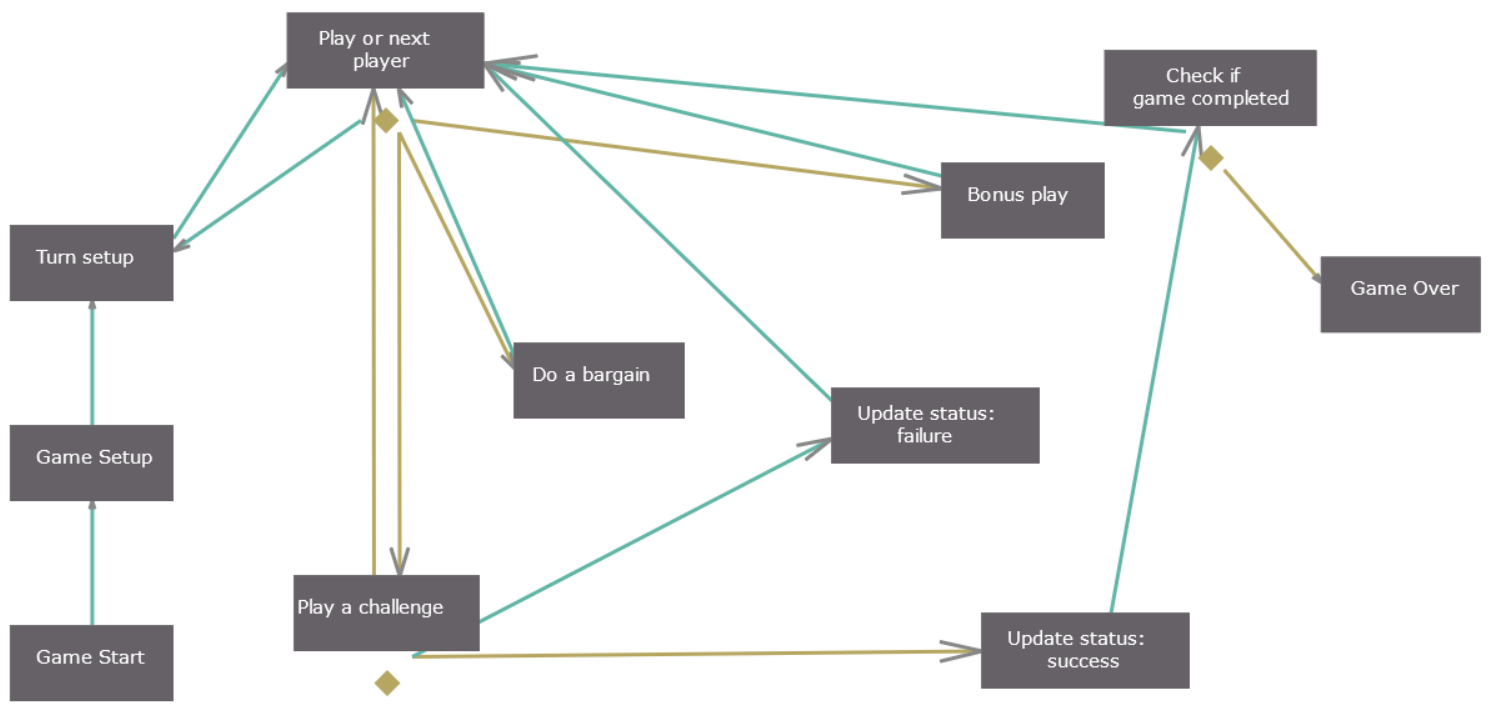 Play or next
player
Check if
game completed
Bonus play
Turn setup
Game Over
Do a bargain
Update status:
failure
Game Setup
Play a challenge
Update status:
success
Game Start